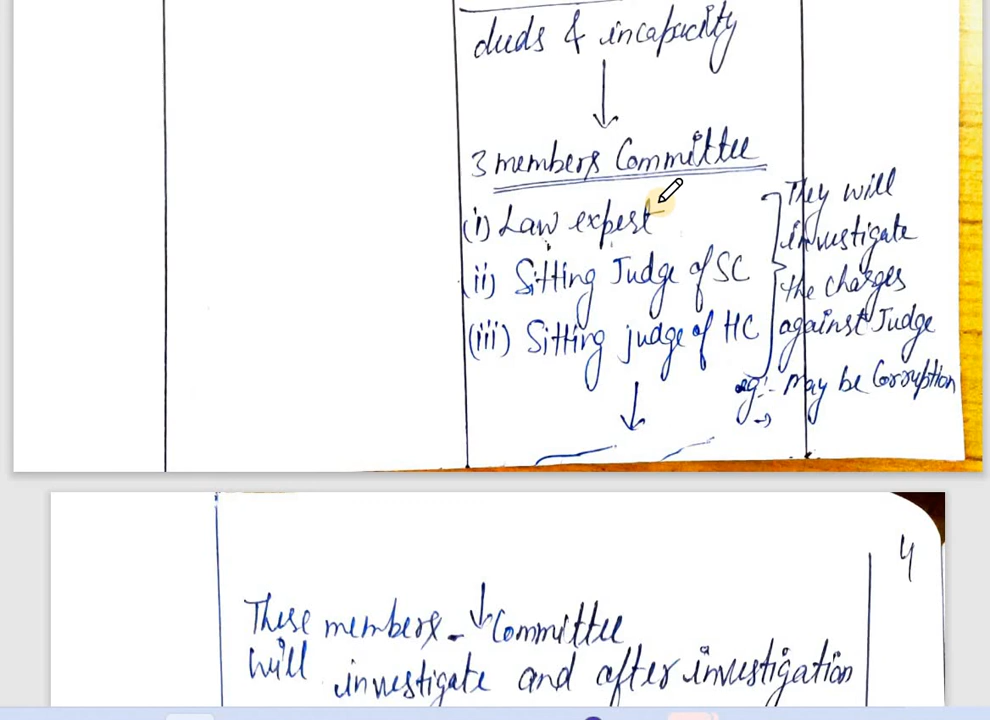 deeds & incapacity
3 members Committee
(i) Law expert
(ii) Sitting Judge of SC
(iii) Sitting judge of HC
They will
investigate
the charges
against Judge
eg:- may be Corruption
4
These members - Committee
will investigate and after investigation